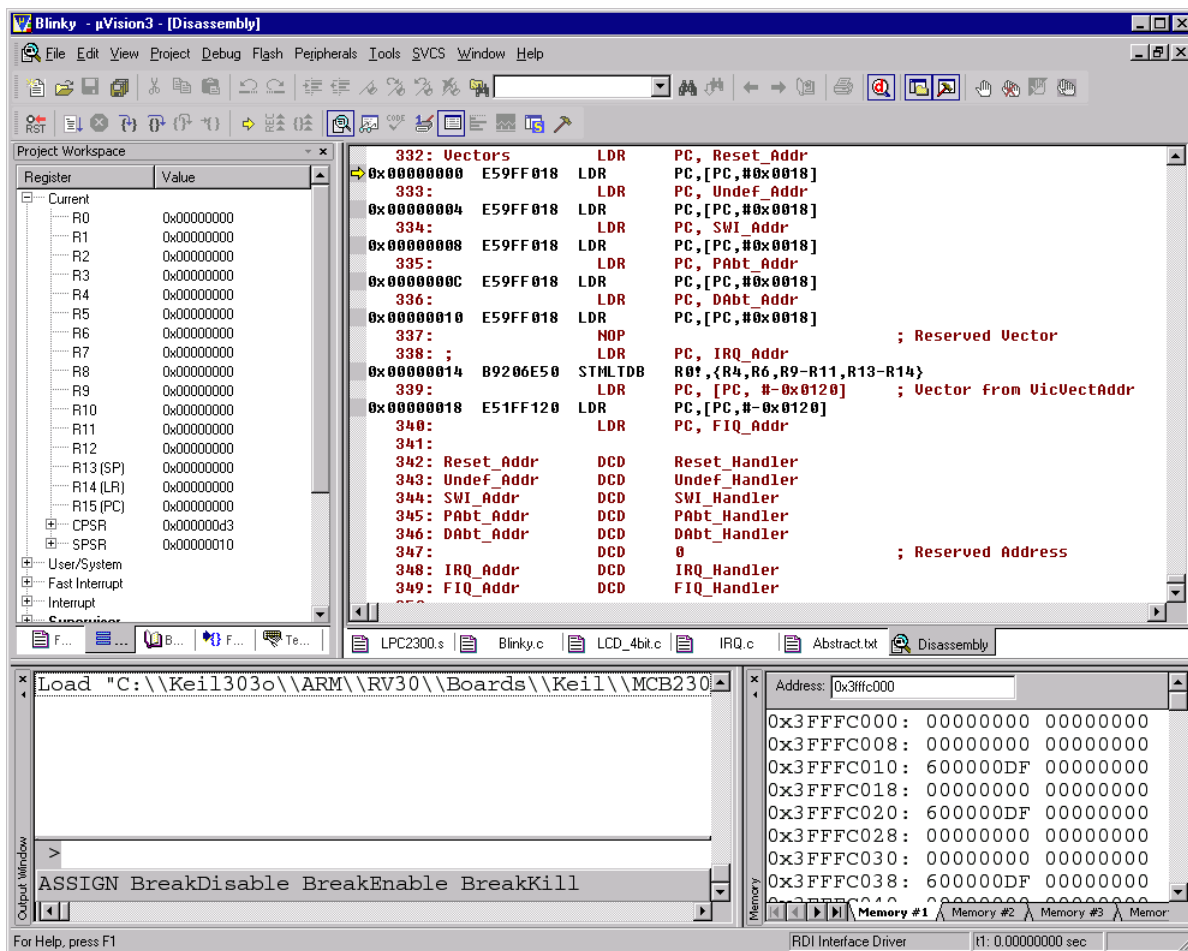 Blinky - µVision3 - [Disassembly]
File Edit View Project Debug Flash Peripherals Tools SVCS Window Help
RST
CODE
Project Workspace
Register Value
Current
R0 0x00000000
R1 0x00000000
R2 0x00000000
R3 0x00000000
R4 0x00000000
R5 0x00000000
R6 0x00000000
R7 0x00000000
R8 0x00000000
R9 0x00000000
R10 0x00000000
R11 0x00000000
R12 0x00000000
R13 (SP) 0x00000000
R14 (LR) 0x00000000
R15 (PC) 0x00000000
CPSR 0x000000d3
SPSR 0x00000010
User/System
Fast Interrupt
Interrupt
Supervisor
F... ... B... F... Te...
332: Vectors LDR PC, Reset_Addr
0x00000000 E59FF018 LDR PC,[PC,#0x0018]
333: LDR PC, Undef_Addr
0x00000004 E59FF018 LDR PC,[PC,#0x0018]
334: LDR PC, SWI_Addr
0x00000008 E59FF018 LDR PC,[PC,#0x0018]
335: LDR PC, PAbt_Addr
0x0000000C E59FF018 LDR PC,[PC,#0x0018]
336: LDR PC, DAbt_Addr
0x00000010 E59FF018 LDR PC,[PC,#0x0018]
337: NOP ; Reserved Vector
338: ; LDR PC, IRQ_Addr
0x00000014 B9206E50 STMLTDB R0!,{R4,R6,R9-R11,R13-R14}
339: LDR PC, [PC, #-0x0120] ; Vector from VicVectAddr
0x00000018 E51FF120 LDR PC,[PC,#-0x0120]
340: LDR PC, FIQ_Addr
341:
342: Reset_Addr DCD Reset_Handler
343: Undef_Addr DCD Undef_Handler
344: SWI_Addr DCD SWI_Handler
345: PAbt_Addr DCD PAbt_Handler
346: DAbt_Addr DCD DAbt_Handler
347: DCD 0 ; Reserved Address
348: IRQ_Addr DCD IRQ_Handler
349: FIQ_Addr DCD FIQ_Handler
LPC2300.s Blinky.c LCD_4bit.c IRQ.c Abstract.txt Disassembly
Load "C:\\Keil303o\\ARM\\RV30\\Boards\\Keil\\MCB230
>
ASSIGN BreakDisable BreakEnable BreakKill
Output Window
Address: 0x3fffc000
0x3FFFC000: 00000000 00000000
0x3FFFC008: 00000000 00000000
0x3FFFC010: 600000DF 00000000
0x3FFFC018: 00000000 00000000
0x3FFFC020: 600000DF 00000000
0x3FFFC028: 00000000 00000000
0x3FFFC030: 00000000 00000000
0x3FFFC038: 600000DF 00000000
Memory
Memory #1 Memory #2 Memory #3 Memor
For Help, press F1
RDI Interface Driver t1: 0.00000000 sec